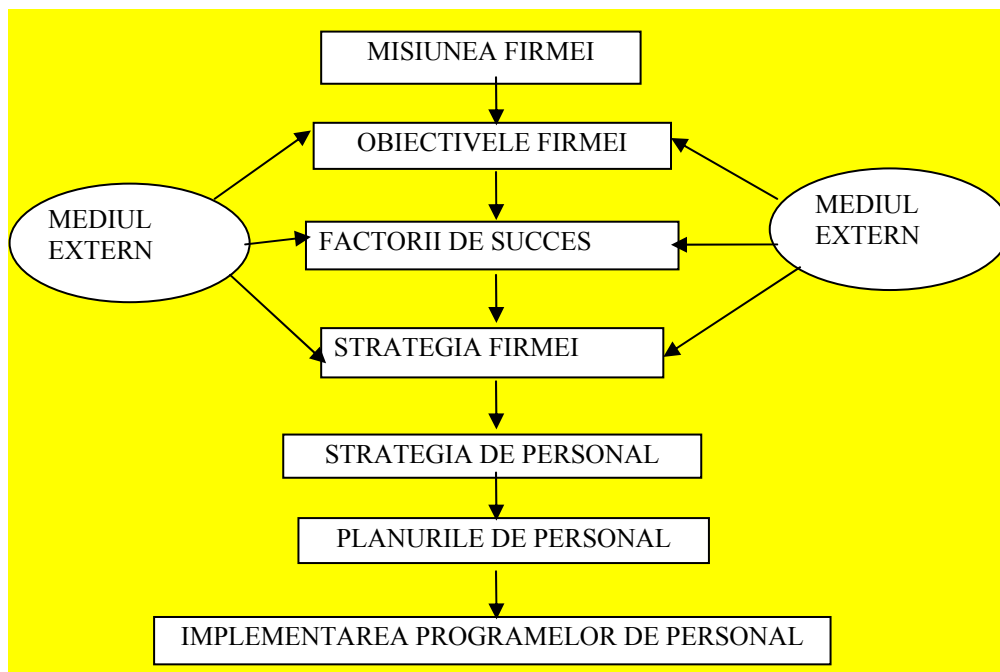 MISIUNEA FIRMEI
OBIECTIVELE FIRMEI
MEDIUL
EXTERN
MEDIUL
EXTERN
FACTORII DE SUCCES
STRATEGIA FIRMEI
STRATEGIA DE PERSONAL
PLANURILE DE PERSONAL
IMPLEMENTAREA PROGRAMELOR DE PERSONAL